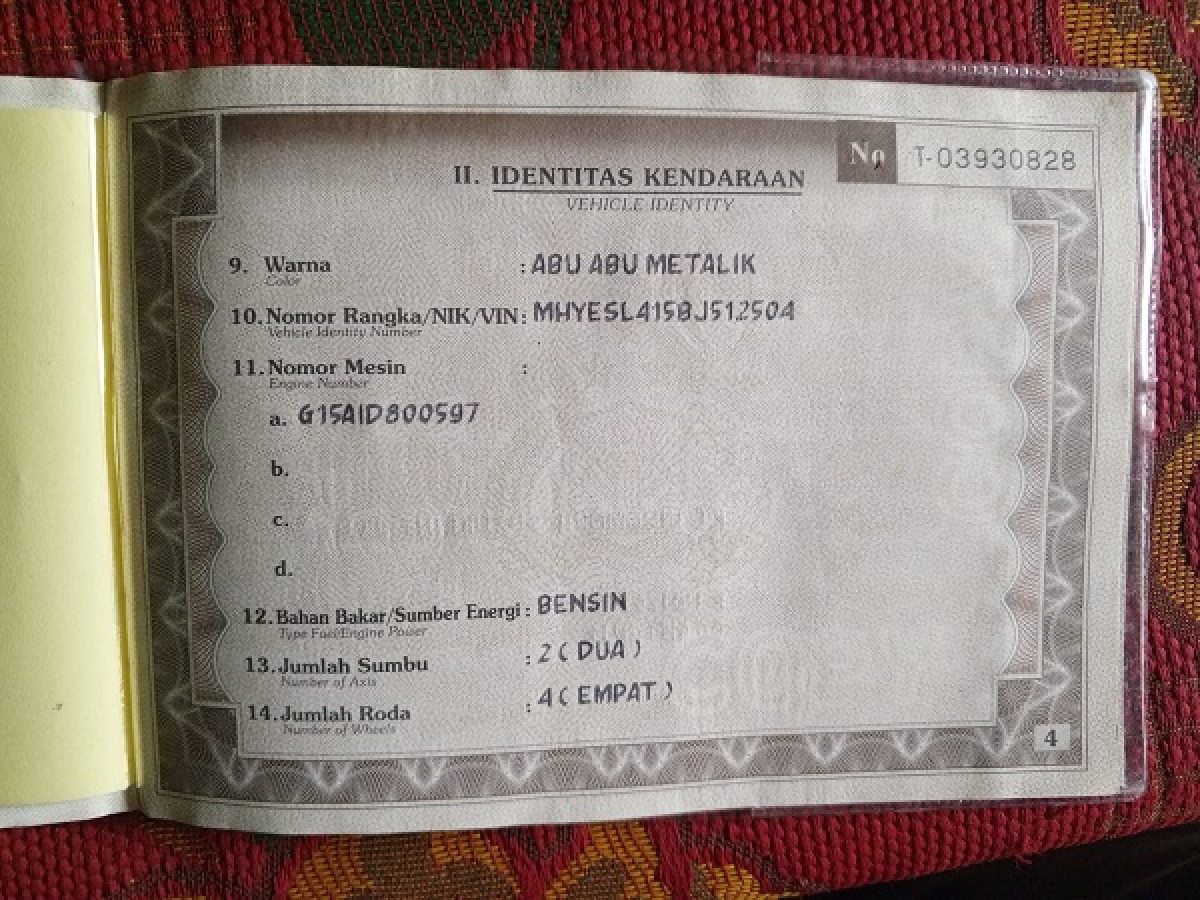 No T-03930828
II. IDENTITAS KENDARAAN
VEHICLE IDENTITY
9. Warna : ABU ABU METALIK
Color
10. Nomor Rangka/NIK/VIN : MHYESL415BJ512504
Vehicle Identity Number
11. Nomor Mesin :
Engine Number
a. G15AID800597
b.
c.
d.
12. Bahan Bakar/Sumber Energi : BENSIN
Type Fuel/Engine Power
13. Jumlah Sumbu : 2 ( DUA )
Number of Axis
14. Jumlah Roda : 4 ( EMPAT )
Number of Wheels
4